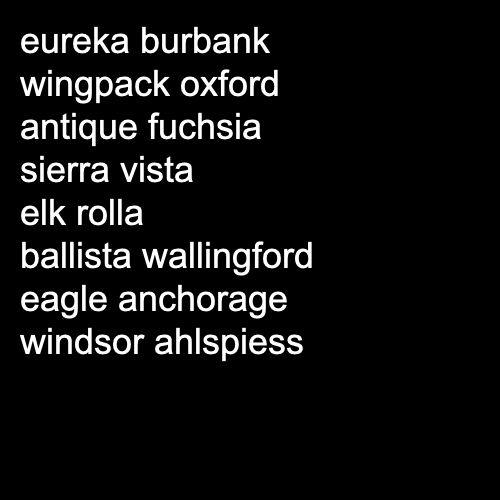 eureka burbank
wingpack oxford
antique fuchsia
sierra vista
elk rolla
ballista wallingford
eagle anchorage
windsor ahlspiess